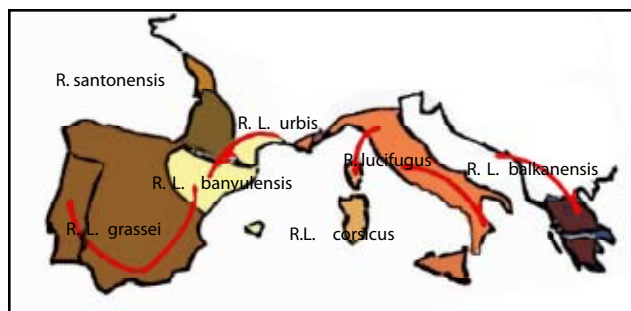 R. santonensis
R. L. urbis
R. lucifugus
R. L. balkanensis
R. L. banyulensis
R. L. grassei
R.L. corsicus